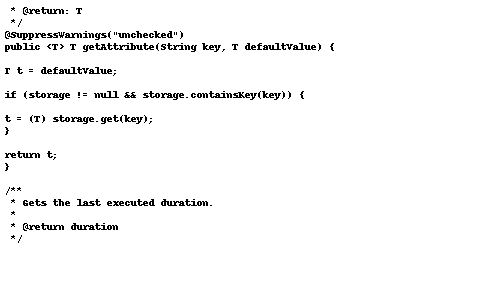 * @return: T
 */
@SuppressWarnings("unchecked")
public <T> T getAttribute(String key, T defaultValue) {
T t = defaultValue;
if (storage != null && storage.containsKey(key)) {
t = (T) storage.get(key);
}
return t;
}
/**
 * Gets the last executed duration.
 *
 * @return duration
 */